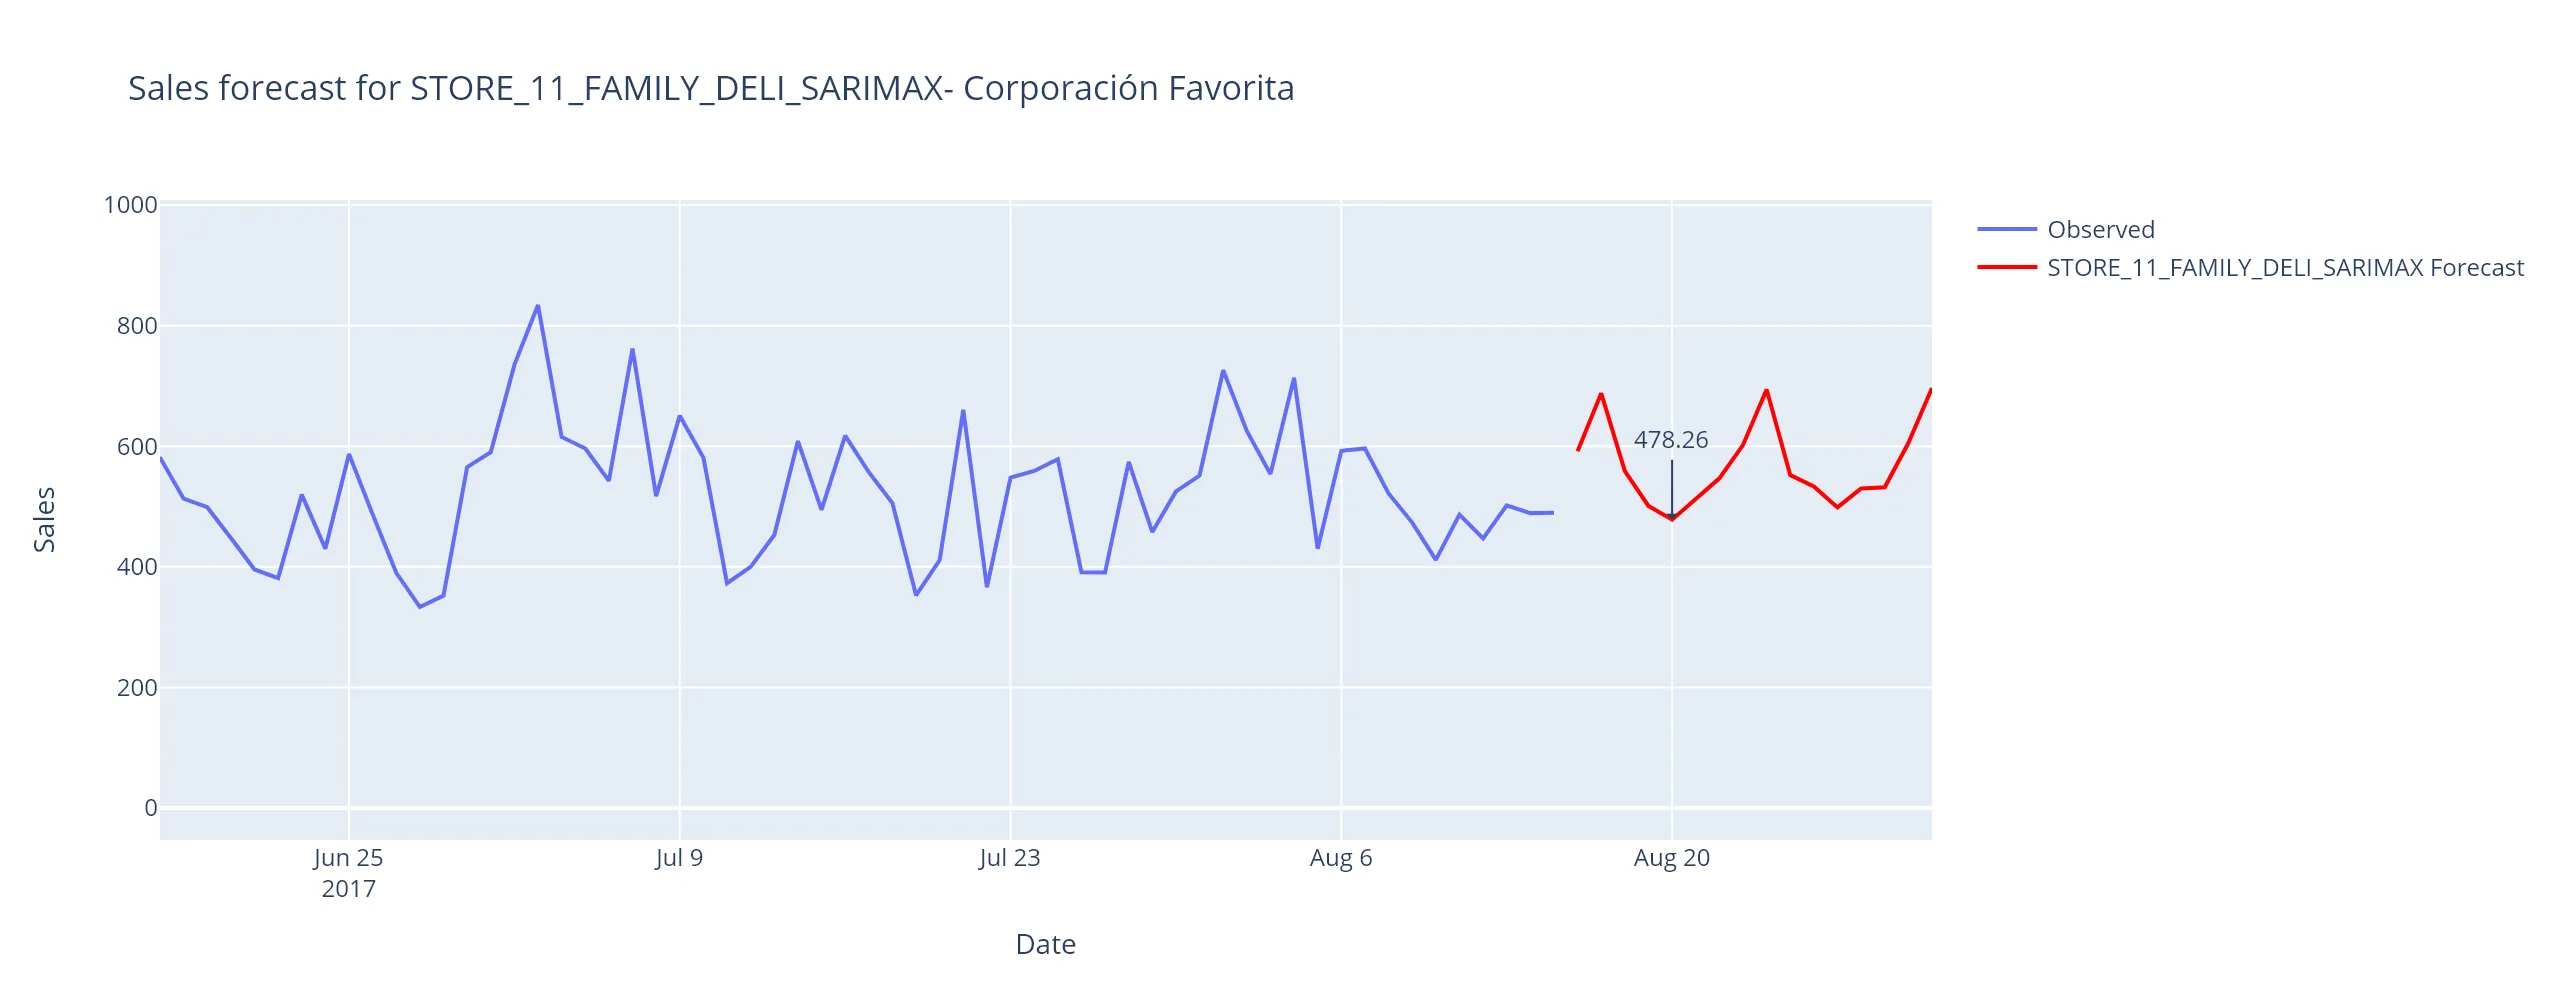 Sales forecast for STORE_11_FAMILY_DELI_SARIMAX- Corporación Favorita
Observed
STORE_11_FAMILY_DELI_SARIMAX Forecast
1000
800
600
400
200
0
Sales
478.26
Jun 25
2017
Jul 9
Jul 23
Aug 6
Aug 20
Date